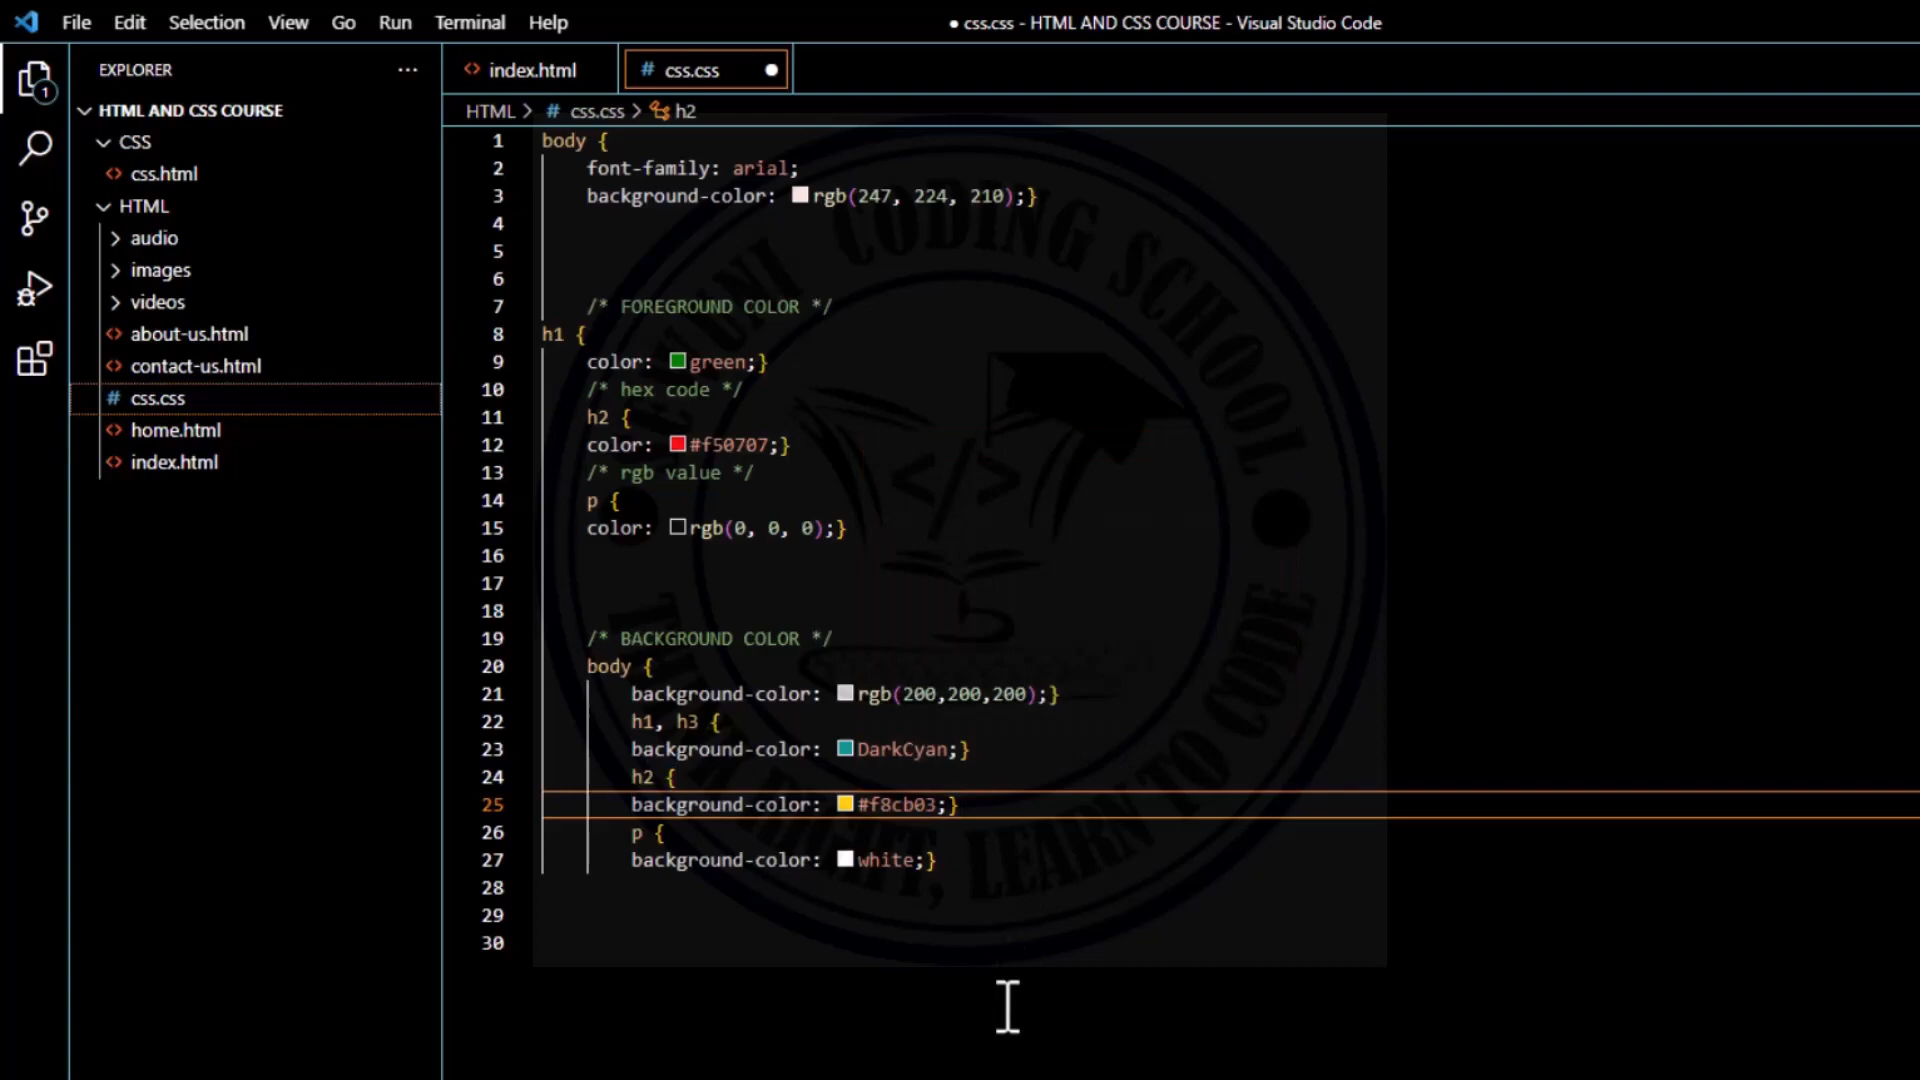 File Edit Selection View Go Run Terminal Help
● css.css - HTML AND CSS COURSE - Visual Studio Code
EXPLORER ...
1
HTML AND CSS COURSE
CSS
<> css.html
HTML
audio
images
videos
<> about-us.html
<> contact-us.html
# css.css
<> home.html
<> index.html
<> index.html
# css.css ●
HTML > # css.css > h2
1 body {
2 font-family: arial;
3 background-color: rgb(247, 224, 210);}
4
5
6
7 /* FOREGROUND COLOR */
8 h1 {
9 color: green;}
10 /* hex code */
11 h2 {
12 color: #f50707;}
13 /* rgb value */
14 p {
15 color: rgb(0, 0, 0);}
16
17
18
19 /* BACKGROUND COLOR */
20 body {
21 background-color: rgb(200,200,200);}
22 h1, h3 {
23 background-color: DarkCyan;}
24 h2 {
25 background-color: #f8cb03;}
26 p {
27 background-color: white;}
28
29
30
CODING SCHOOL
</>
LEARN TO CODE